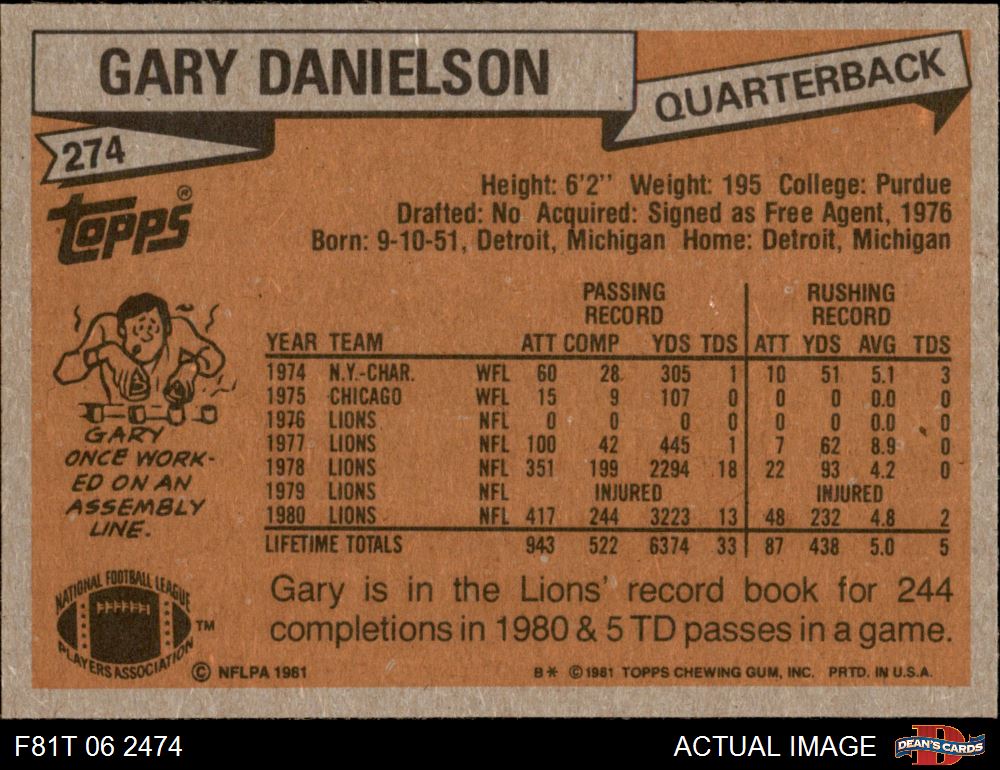 GARY DANIELSON
QUARTERBACK
274
TOPPS®
Height: 6'2'' Weight: 195 College: Purdue
Drafted: No Acquired: Signed as Free Agent, 1976
Born: 9-10-51, Detroit, Michigan Home: Detroit, Michigan
PASSING RECORD RUSHING RECORD
YEAR TEAM ATT COMP YDS TDS ATT YDS AVG TDS
1974 N.Y.-CHAR. WFL 60 28 305 1 10 51 5.1 3
1975 CHICAGO WFL 15 9 107 0 0 0 0.0 0
1976 LIONS NFL 0 0 0 0 0 0 0.0 0
1977 LIONS NFL 100 42 445 1 7 62 8.9 0
1978 LIONS NFL 351 199 2294 18 22 93 4.2 0
1979 LIONS NFL INJURED INJURED
1980 LIONS NFL 417 244 3223 13 48 232 4.8 2
LIFETIME TOTALS 943 522 6374 33 87 438 5.0 5
GARY
ONCE WORK-
ED ON AN
ASSEMBLY
LINE.
Gary is in the Lions' record book for 244
completions in 1980 & 5 TD passes in a game.
NATIONAL FOOTBALL LEAGUE
PLAYERS ASSOCIATION TM
© NFLPA 1981
B* © 1981 TOPPS CHEWING GUM, INC. PRTD. IN U.S.A.
F81T 06 2474
ACTUAL IMAGE
D
DEAN'S CARDS